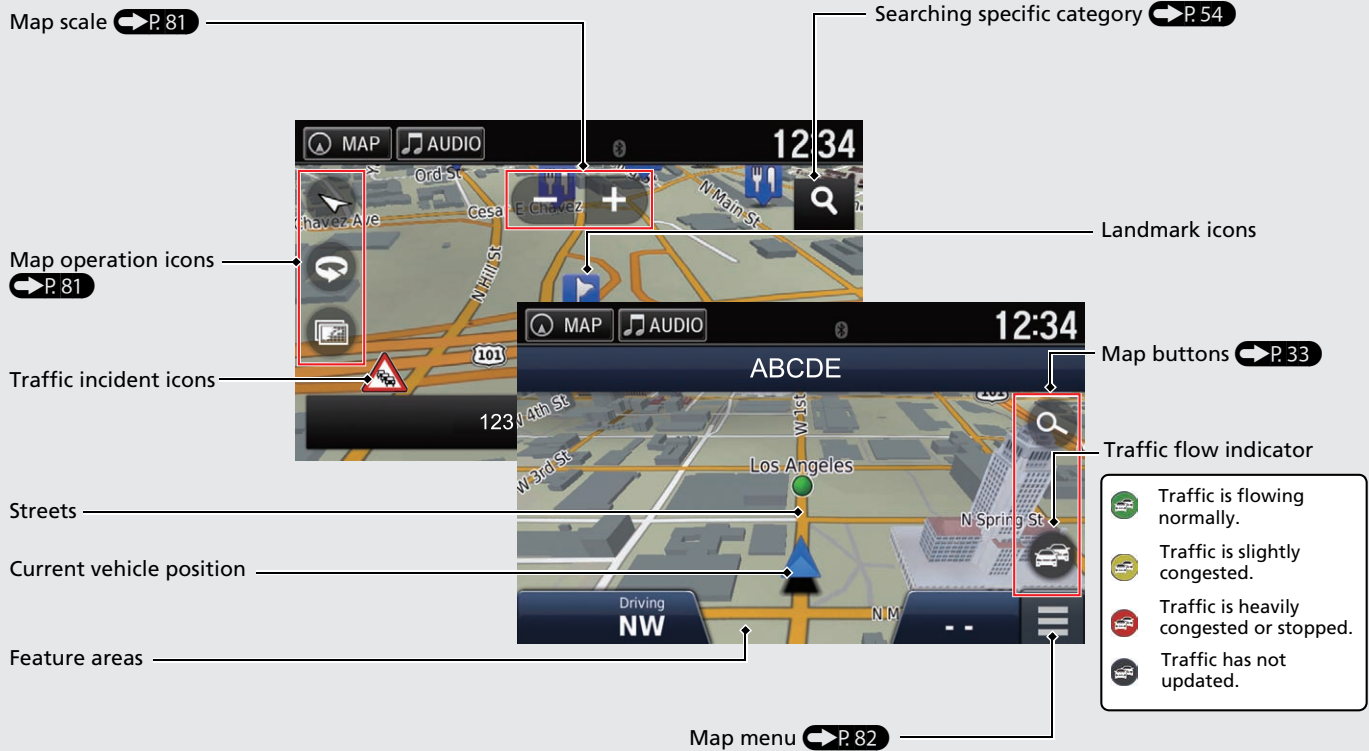 Map scale P. 81
Searching specific category P. 54
MAP AUDIO 12:34
Ord St
N Main St
Chavez Ave
Cesa E Chavez
N Hill St
Map operation icons
P. 81
Landmark icons
101
Traffic incident icons
123
MAP AUDIO 12:34
ABCDE
Map buttons P. 33
101
W 4th St
W 1st
W 3rd St
Los Angeles
Traffic flow indicator
Streets
N Spring St
Current vehicle position
Driving
NW
N M
- -
Feature areas
Traffic is flowing
normally.
Traffic is slightly
congested.
Traffic is heavily
congested or stopped.
Traffic has not
updated.
Map menu P. 82